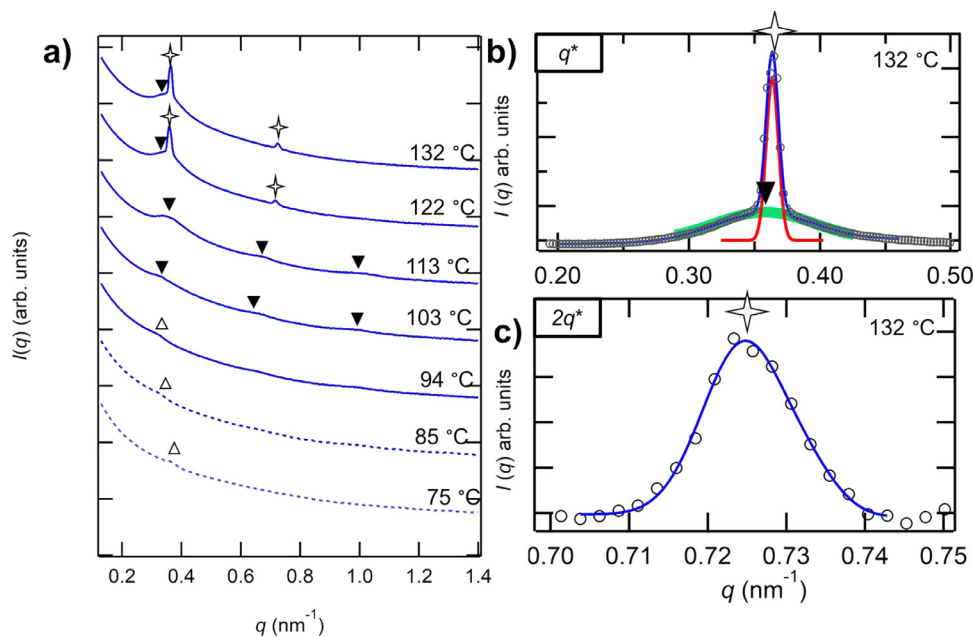 a)
I(q) (arb. units)
132 °C
122 °C
113 °C
103 °C
94 °C
85 °C
75 °C
0.2 0.4 0.6 0.8 1.0 1.2 1.4
q (nm⁻¹)
b)
q*
132 °C
I (q) arb. units
0.20 0.30 0.40 0.50
c)
2q*
132 °C
I (q) arb. units
0.70 0.71 0.72 0.73 0.74 0.75
q (nm⁻¹)